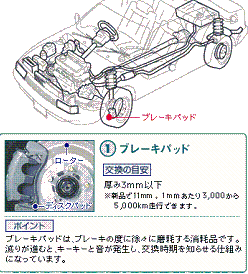 ブレーキパッド
①ブレーキパッド
ローター
ディスクパッド
交換の目安
厚み3mm以下
※新品で11mm。1mmあたり3,000から
5,000km走行できます。
ポイント
ブレーキパッドは、ブレーキの度に徐々に磨耗する消耗品です。
減りが進むと、キーキーと音が発生し、交換時期を知らせる仕組み
になっています。